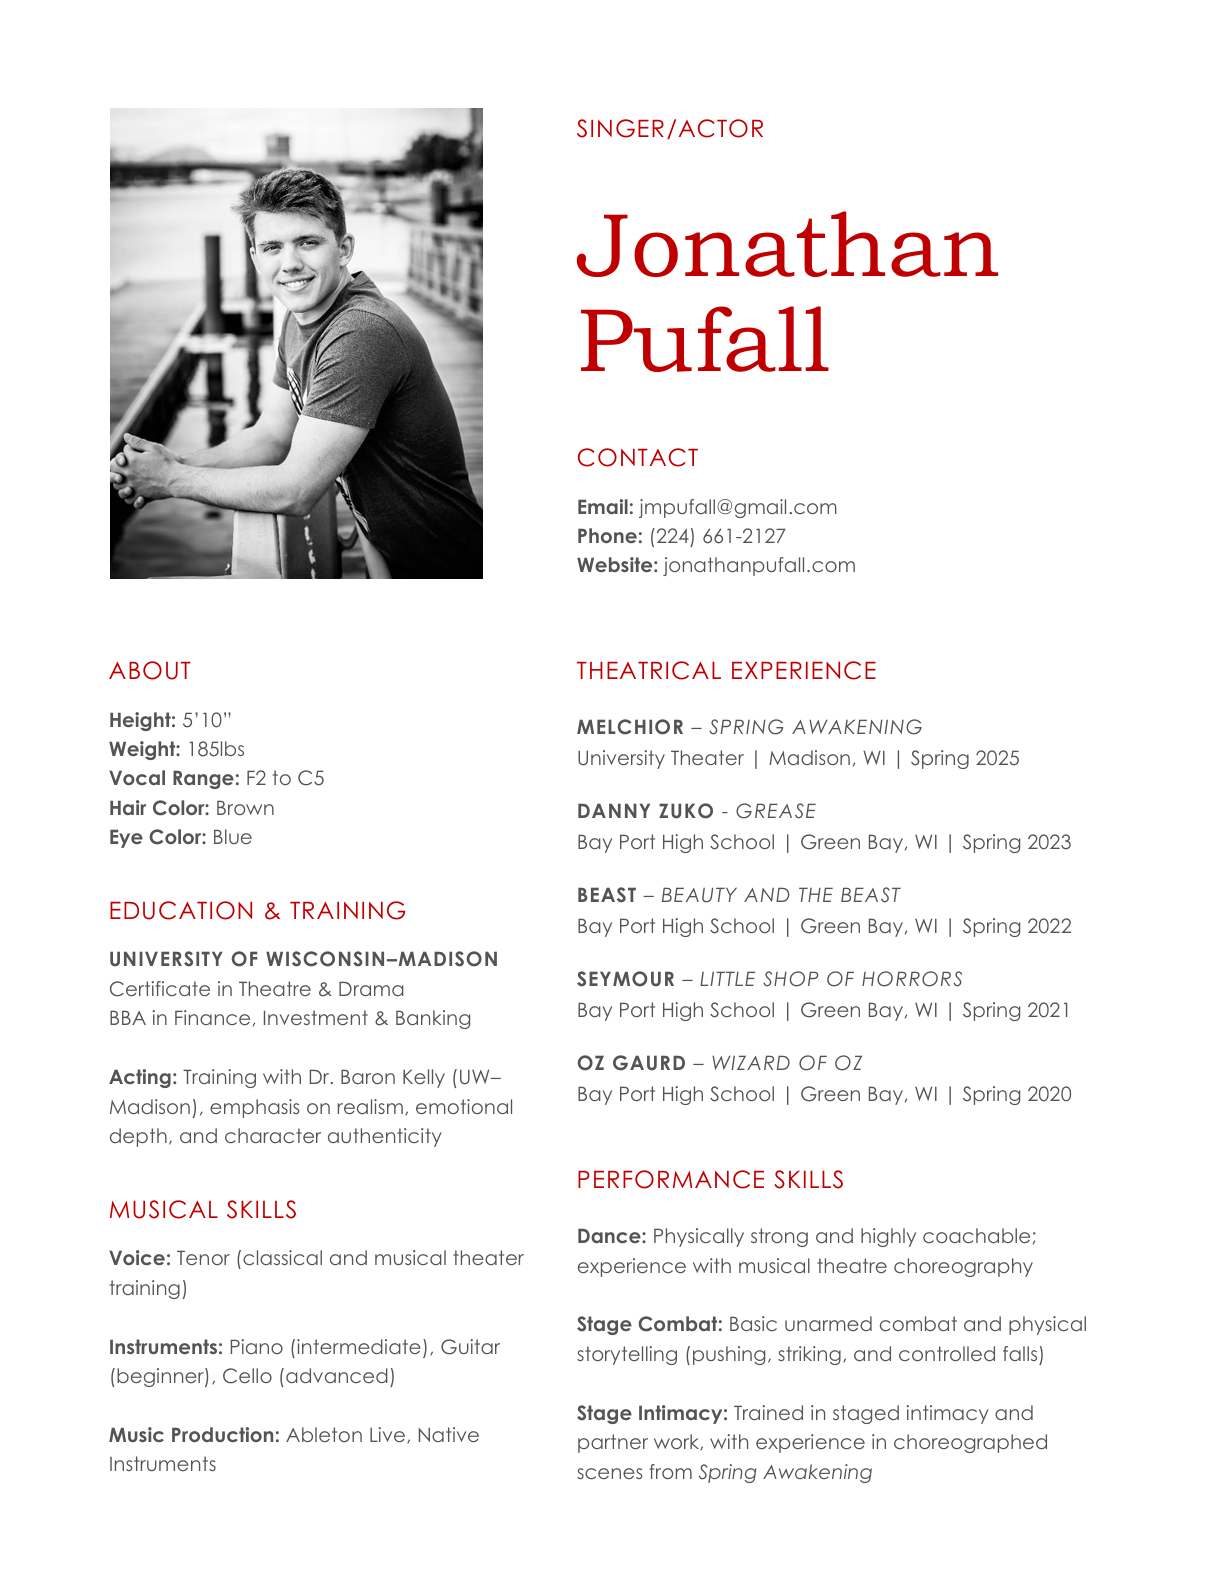 SINGER/ACTOR
Jonathan
Pufall
CONTACT
Email: jmpufall@gmail.com
Phone: (224) 661-2127
Website: jonathanpufall.com
ABOUT
Height: 5’10”
Weight: 185lbs
Vocal Range: F2 to C5
Hair Color: Brown
Eye Color: Blue
EDUCATION & TRAINING
UNIVERSITY OF WISCONSIN–MADISON
Certificate in Theatre & Drama
BBA in Finance, Investment & Banking
Acting: Training with Dr. Baron Kelly (UW–
Madison), emphasis on realism, emotional
depth, and character authenticity
MUSICAL SKILLS
Voice: Tenor (classical and musical theater
training)
Instruments: Piano (intermediate), Guitar
(beginner), Cello (advanced)
Music Production: Ableton Live, Native
Instruments
THEATRICAL EXPERIENCE
MELCHIOR – SPRING AWAKENING
University Theater | Madison, WI | Spring 2025
DANNY ZUKO - GREASE
Bay Port High School | Green Bay, WI | Spring 2023
BEAST – BEAUTY AND THE BEAST
Bay Port High School | Green Bay, WI | Spring 2022
SEYMOUR – LITTLE SHOP OF HORRORS
Bay Port High School | Green Bay, WI | Spring 2021
OZ GAURD – WIZARD OF OZ
Bay Port High School | Green Bay, WI | Spring 2020
PERFORMANCE SKILLS
Dance: Physically strong and highly coachable;
experience with musical theatre choreography
Stage Combat: Basic unarmed combat and physical
storytelling (pushing, striking, and controlled falls)
Stage Intimacy: Trained in staged intimacy and
partner work, with experience in choreographed
scenes from Spring Awakening